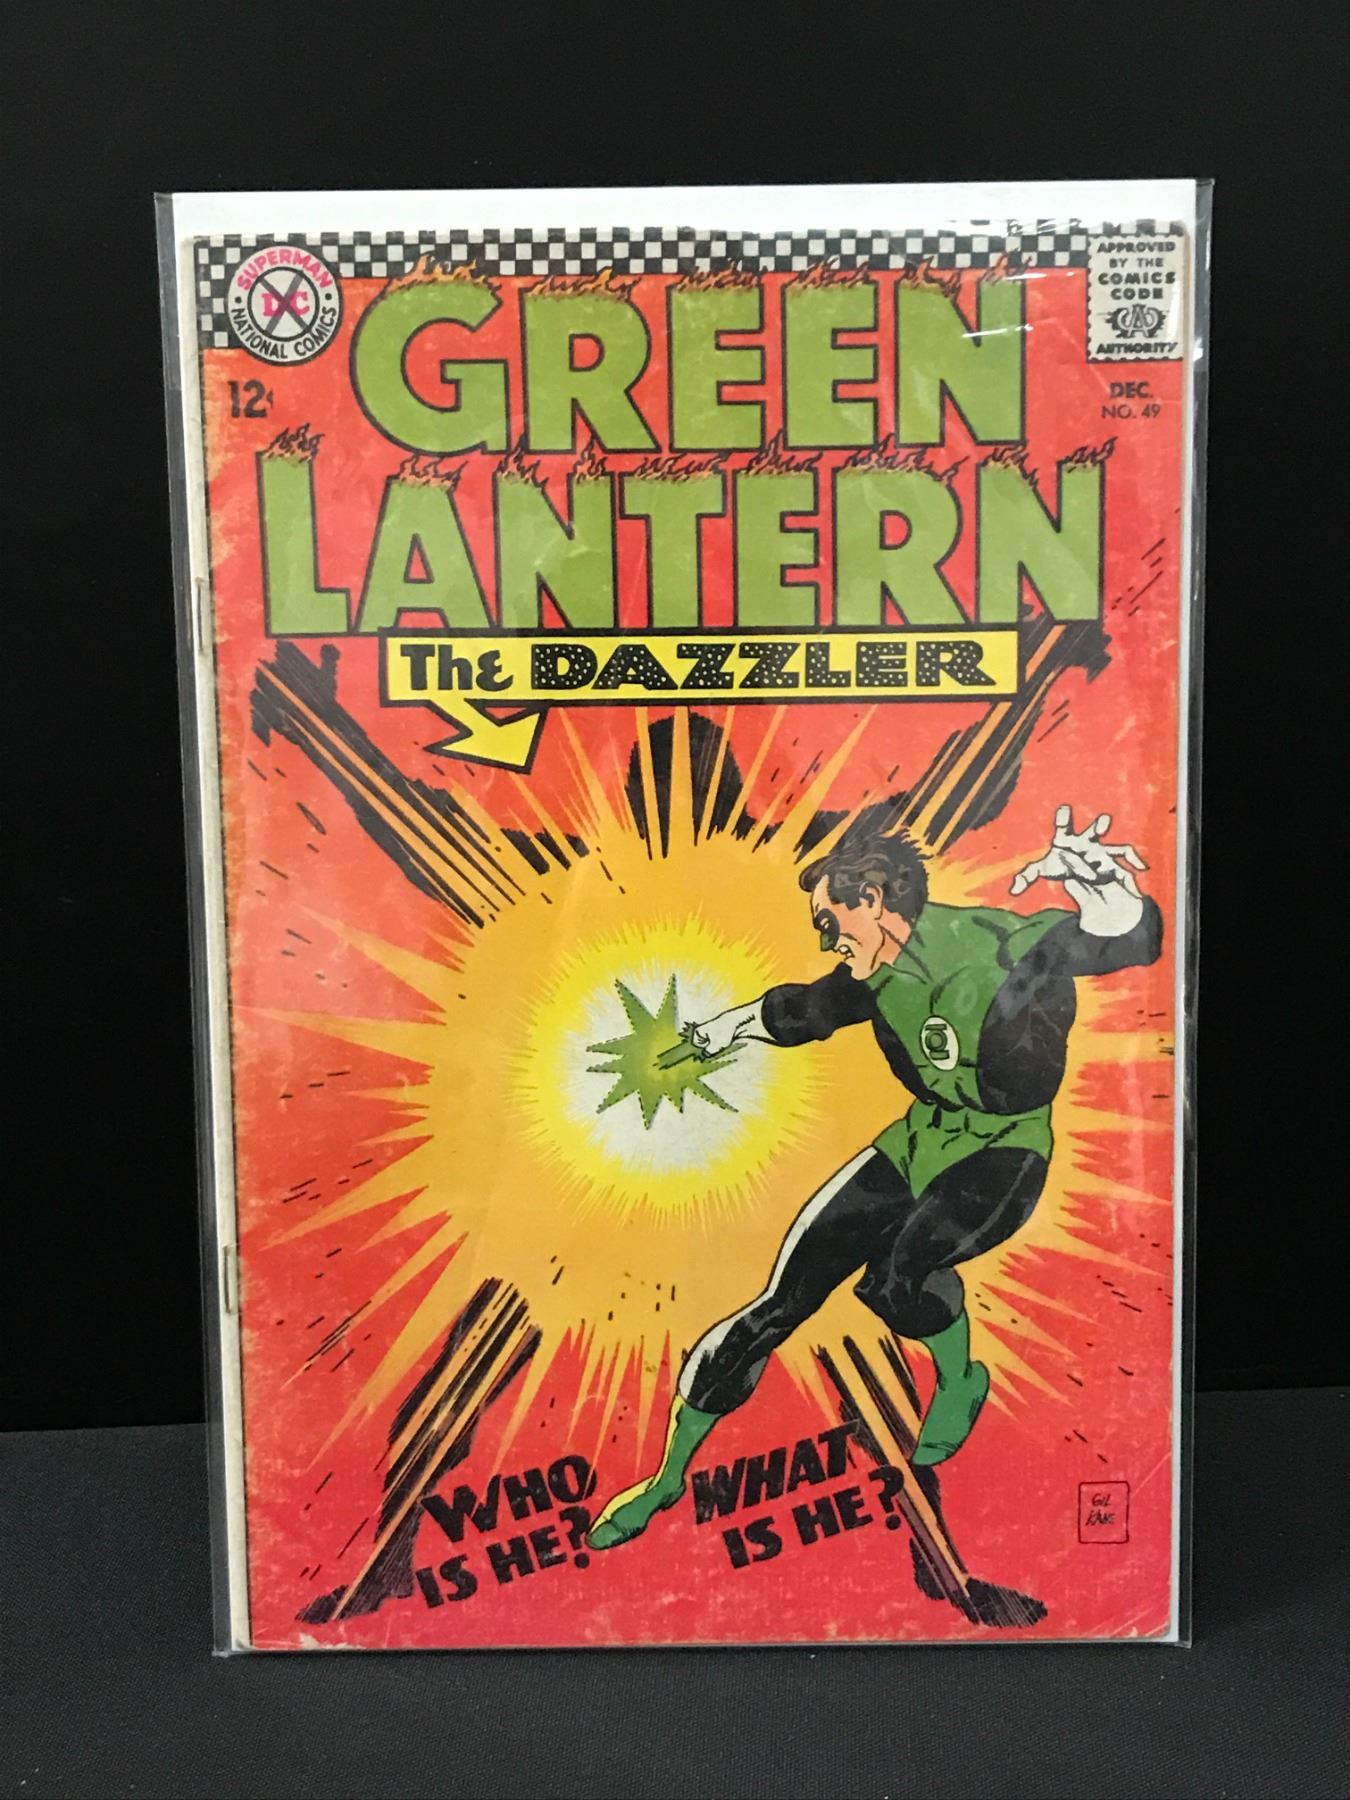 SUPERMAN
DC
NATIONAL COMICS
APPROVED
BY THE
COMICS
CODE
CA
AUTHORITY
12¢
DEC.
NO. 49
GREEN
LANTERN
The DAZZLER
WHO
IS HE?
WHAT
IS HE?
GIL
KANE